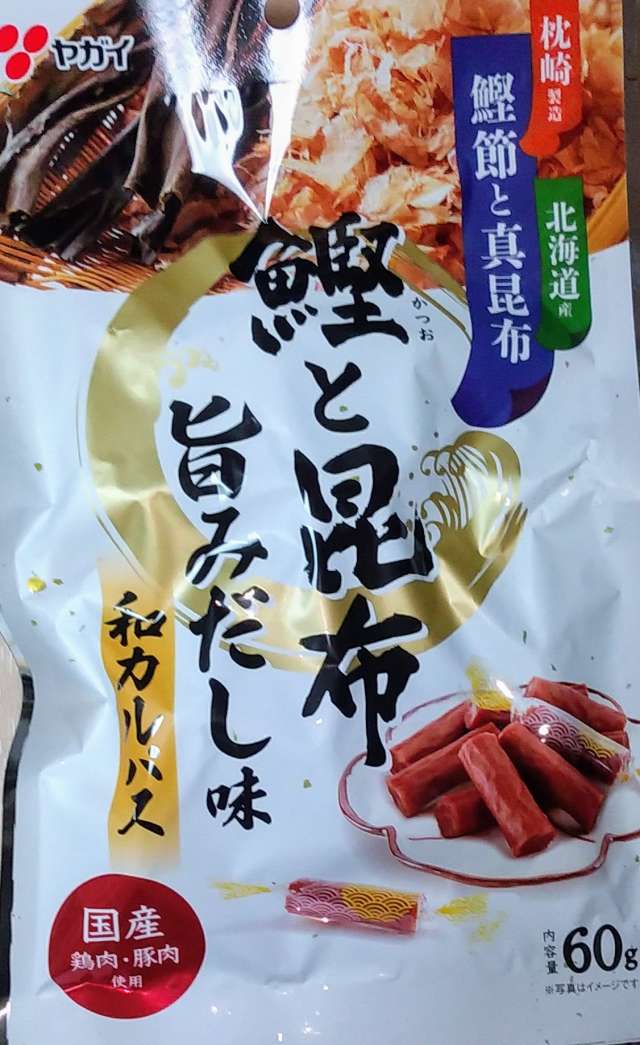 ヤガイ
枕崎製造
鰹節と真昆布
北海道産
鰹と昆布
かつお
旨みだし味
和カルパス
国産
鶏肉・豚肉
使用
内容量 60g
※写真はイメージです